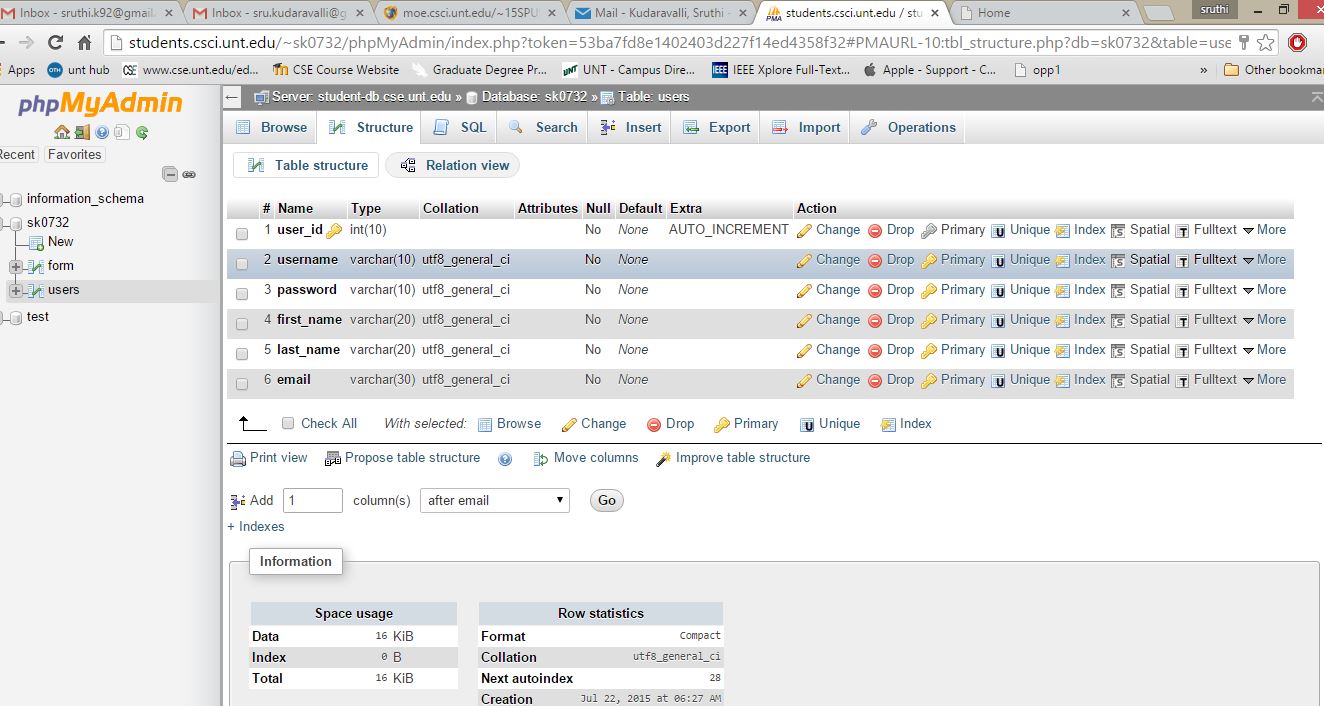 Inbox - sruthi.k92@gmail. Inbox - sru.kudaravalli@g moe.csci.unt.edu/~15SPU Mail - Kudaravalli, Sruthi - students.csci.unt.edu / stu Home sruthi
students.csci.unt.edu/~sk0732/phpMyAdmin/index.php?token=53ba7fd8e1402403d227f14ed4358f32#PMAURL-10:tbl_structure.php?db=sk0732&table=use
Apps unt hub www.cse.unt.edu/ed... CSE Course Website Graduate Degree Pr... UNT - Campus Dire... IEEE Xplore Full-Text... Apple - Support - C... opp1 » Other bookma
phpMyAdmin
Recent Favorites
information_schema
sk0732
New
form
users
test
Server: student-db.cse.unt.edu » Database: sk0732 » Table: users
Browse Structure SQL Search Insert Export Import Operations
Table structure Relation view
# Name Type Collation Attributes Null Default Extra Action
1 user_id int(10) No None AUTO_INCREMENT Change Drop Primary Unique Index Spatial Fulltext More
2 username varchar(10) utf8_general_ci No None Change Drop Primary Unique Index Spatial Fulltext More
3 password varchar(10) utf8_general_ci No None Change Drop Primary Unique Index Spatial Fulltext More
4 first_name varchar(20) utf8_general_ci No None Change Drop Primary Unique Index Spatial Fulltext More
5 last_name varchar(20) utf8_general_ci No None Change Drop Primary Unique Index Spatial Fulltext More
6 email varchar(30) utf8_general_ci No None Change Drop Primary Unique Index Spatial Fulltext More
Check All With selected: Browse Change Drop Primary Unique Index
Print view Propose table structure Move columns Improve table structure
Add 1 column(s) after email Go
+ Indexes
Information
Space usage
Data 16 KiB
Index 0 B
Total 16 KiB
Row statistics
Format Compact
Collation utf8_general_ci
Next autoindex 28
Creation Jul 22, 2015 at 06:27 AM